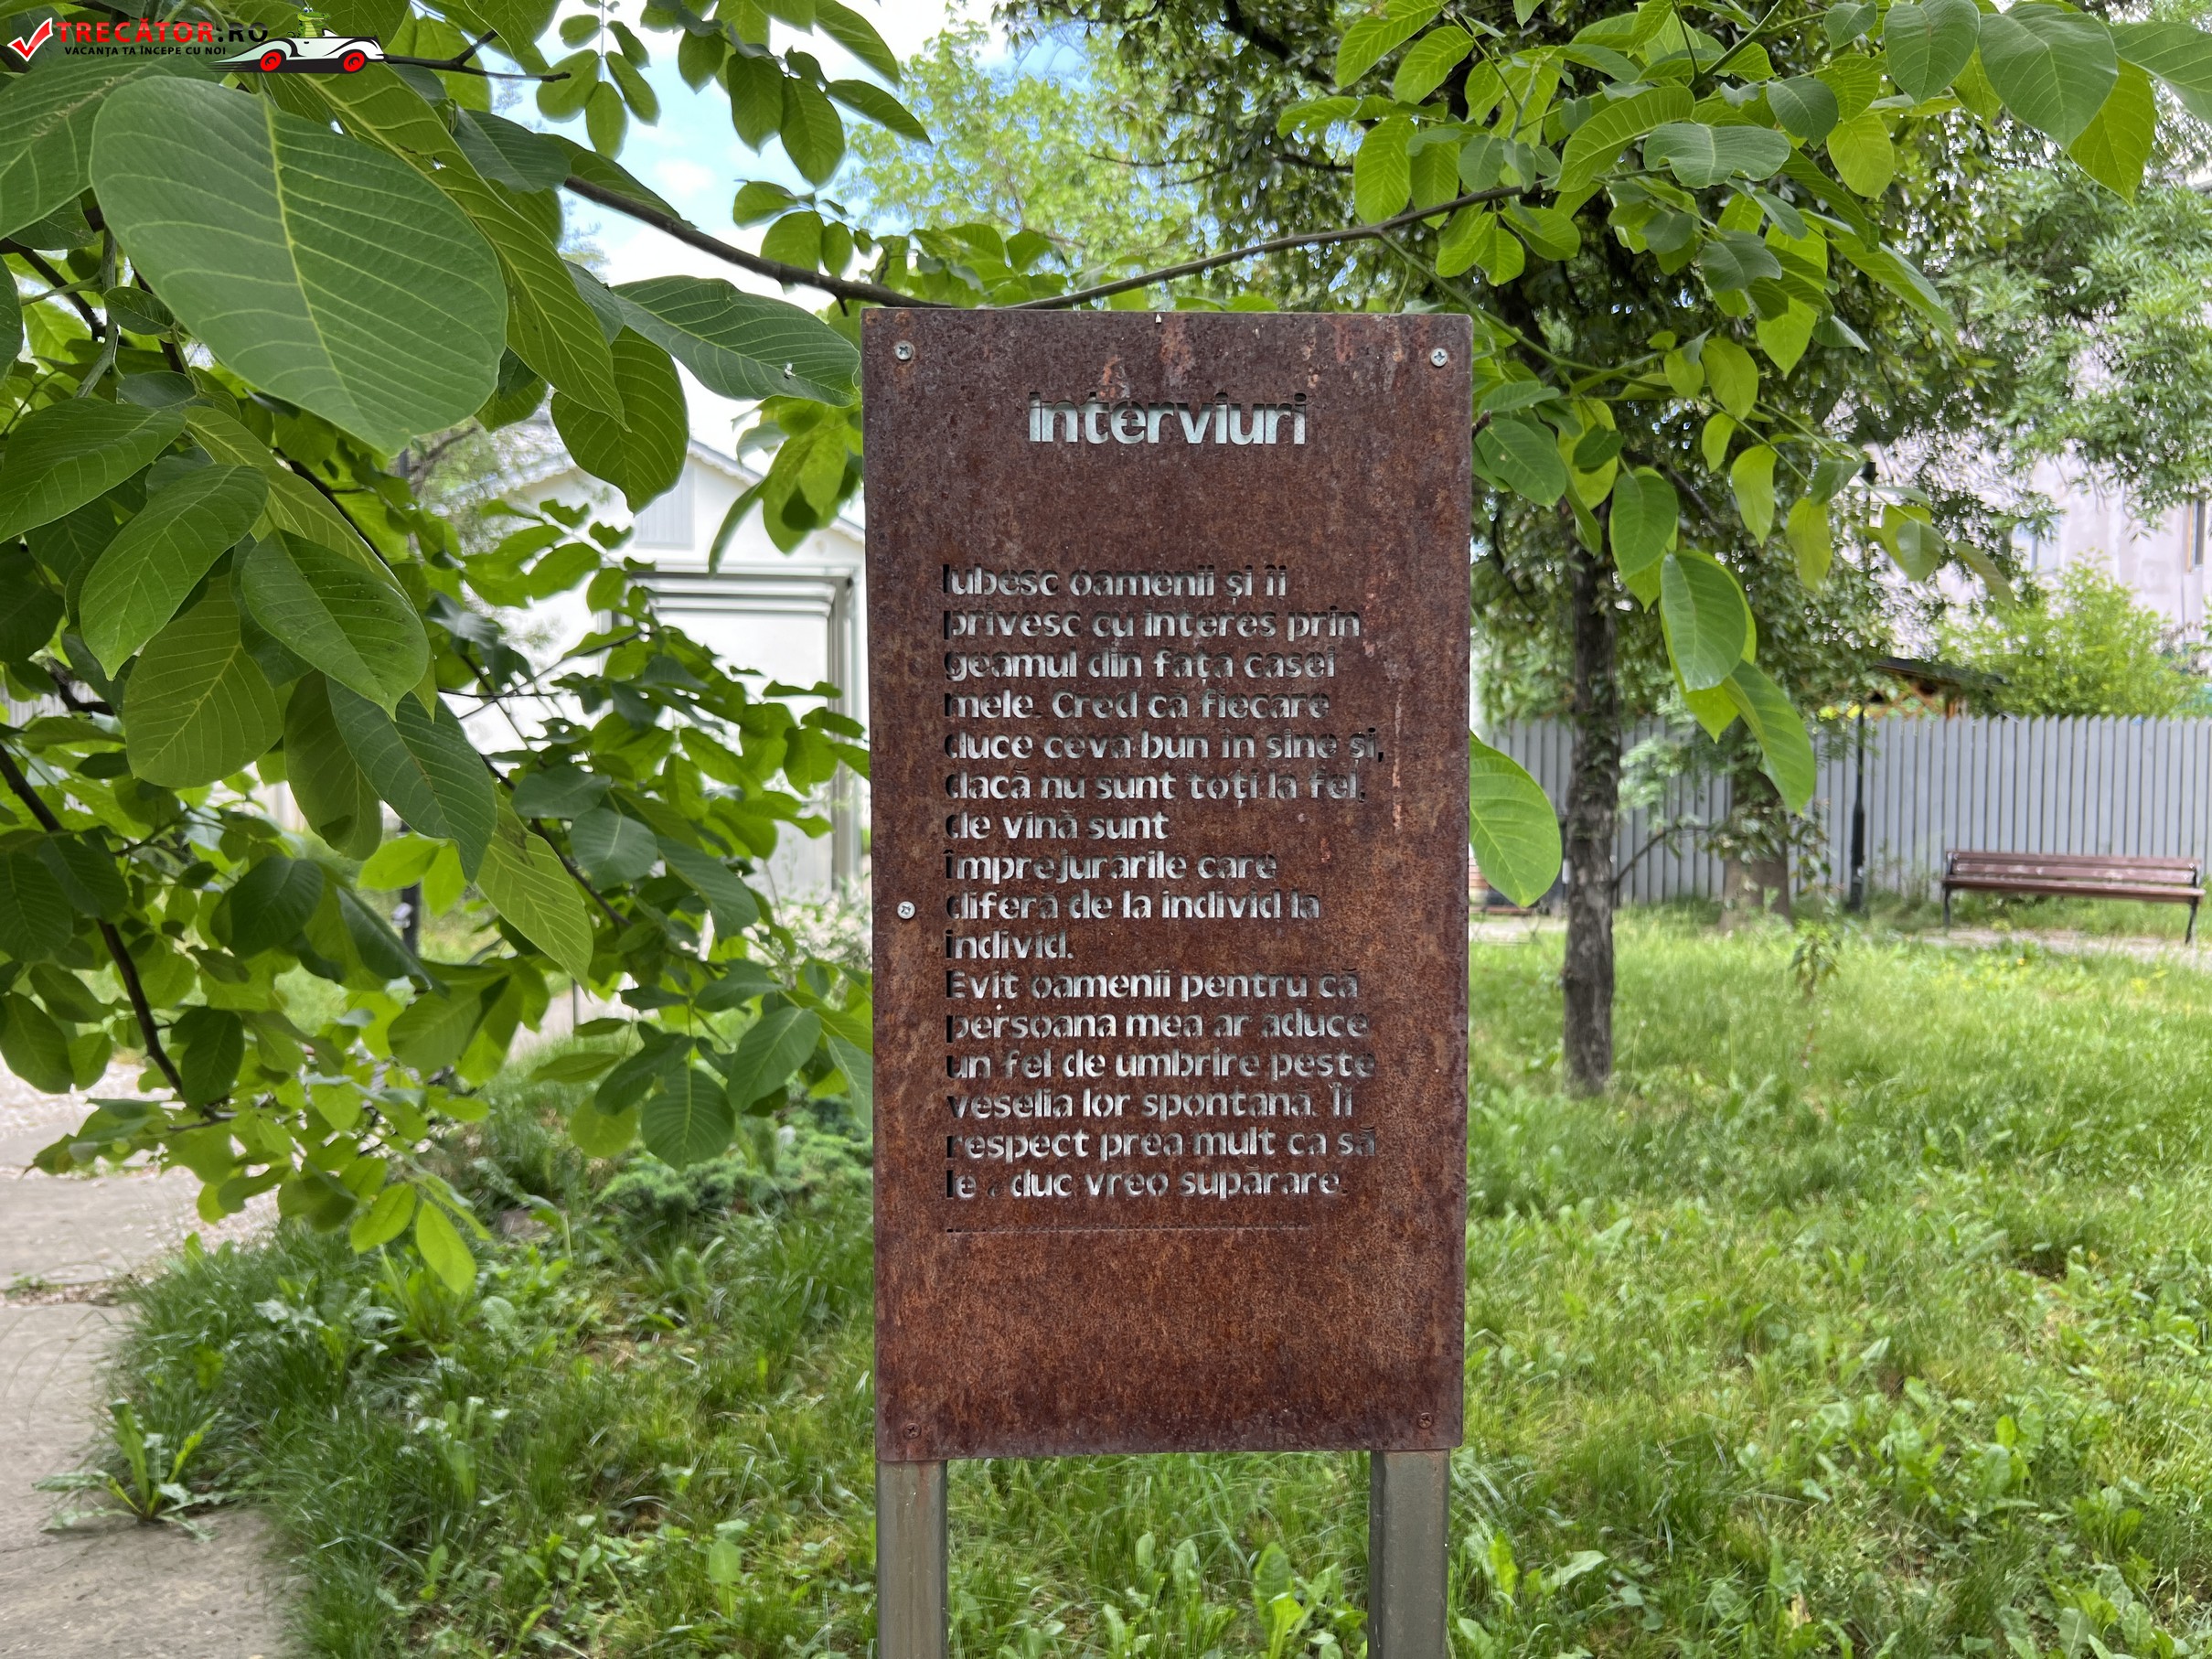 TRECĂTOR.RO
VACANȚA TA ÎNCEPE CU NOI
interviuri
Iubesc oamenii și îi
privesc cu interes prin
geamul din fața casei
mele. Cred că fiecare
duce ceva bun în sine și,
dacă nu sunt toți la fel,
de vină sunt
împrejurările care
diferă de la individ la
individ.
Evit oamenii pentru că
persoana mea ar aduce
un fel de umbrire peste
veselia lor spontană. Îi
respect prea mult ca să
le aduc vreo supărare.